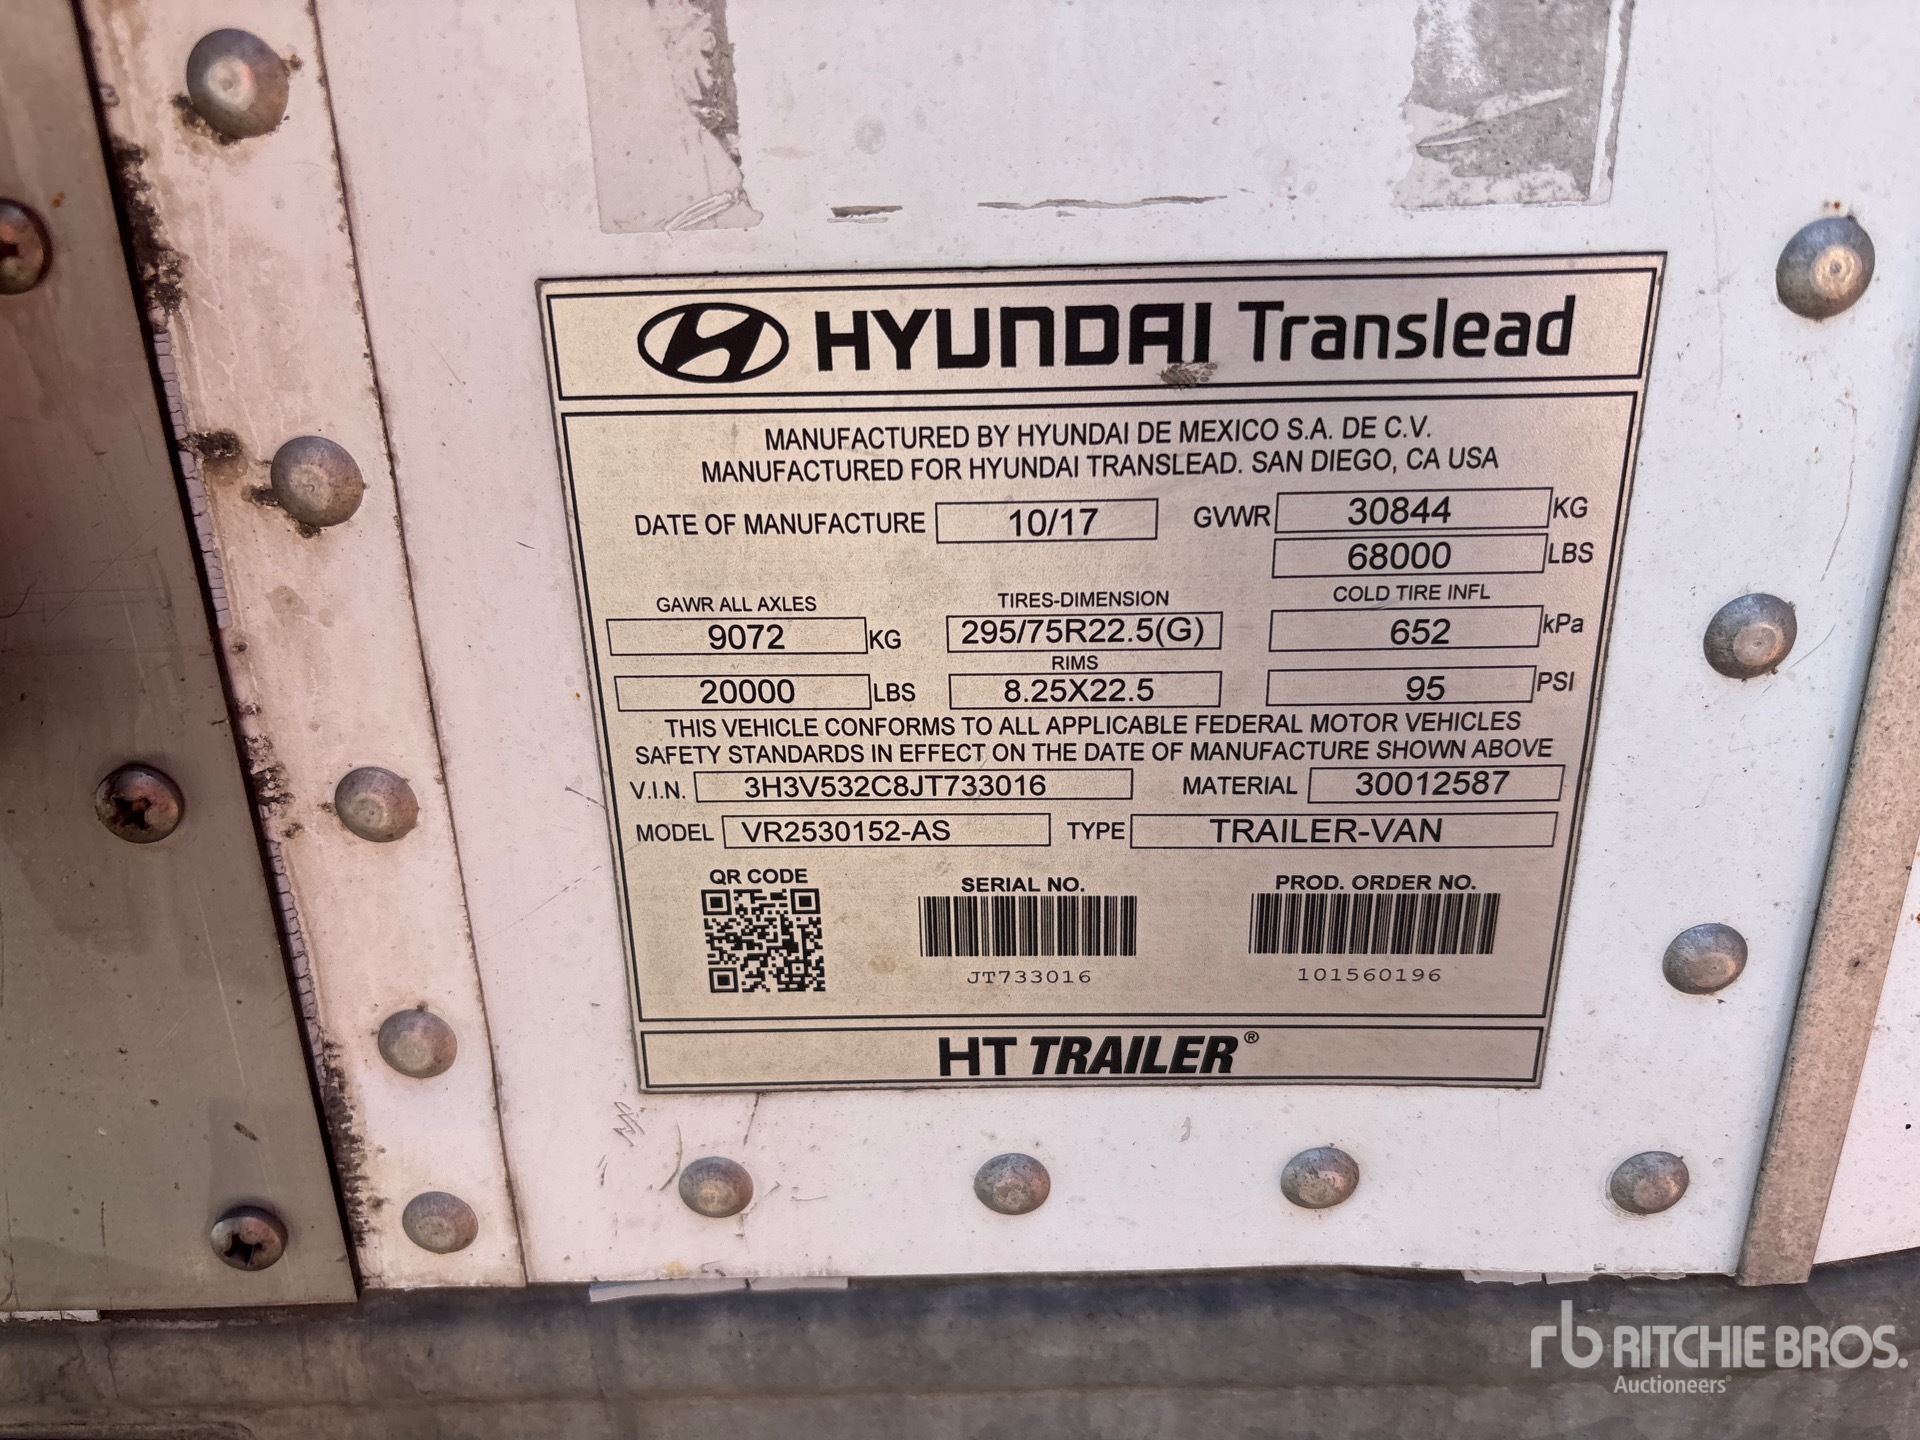 HYUNDAI Translead
MANUFACTURED BY HYUNDAI DE MEXICO S.A. DE C.V.
MANUFACTURED FOR HYUNDAI TRANSLEAD. SAN DIEGO, CA USA
DATE OF MANUFACTURE 10/17 GVWR 30844 KG
68000 LBS
GAWR ALL AXLES TIRES-DIMENSION COLD TIRE INFL
9072 KG 295/75R22.5(G) 652 kPa
RIMS
20000 LBS 8.25X22.5 95 PSI
THIS VEHICLE CONFORMS TO ALL APPLICABLE FEDERAL MOTOR VEHICLES
SAFETY STANDARDS IN EFFECT ON THE DATE OF MANUFACTURE SHOWN ABOVE
V.I.N. 3H3V532C8JT733016 MATERIAL 30012587
MODEL VR2530152-AS TYPE TRAILER-VAN
QR CODE SERIAL NO. PROD. ORDER NO.
JT733016 101560196
HT TRAILER®
rb RITCHIE BROS.
Auctioneers